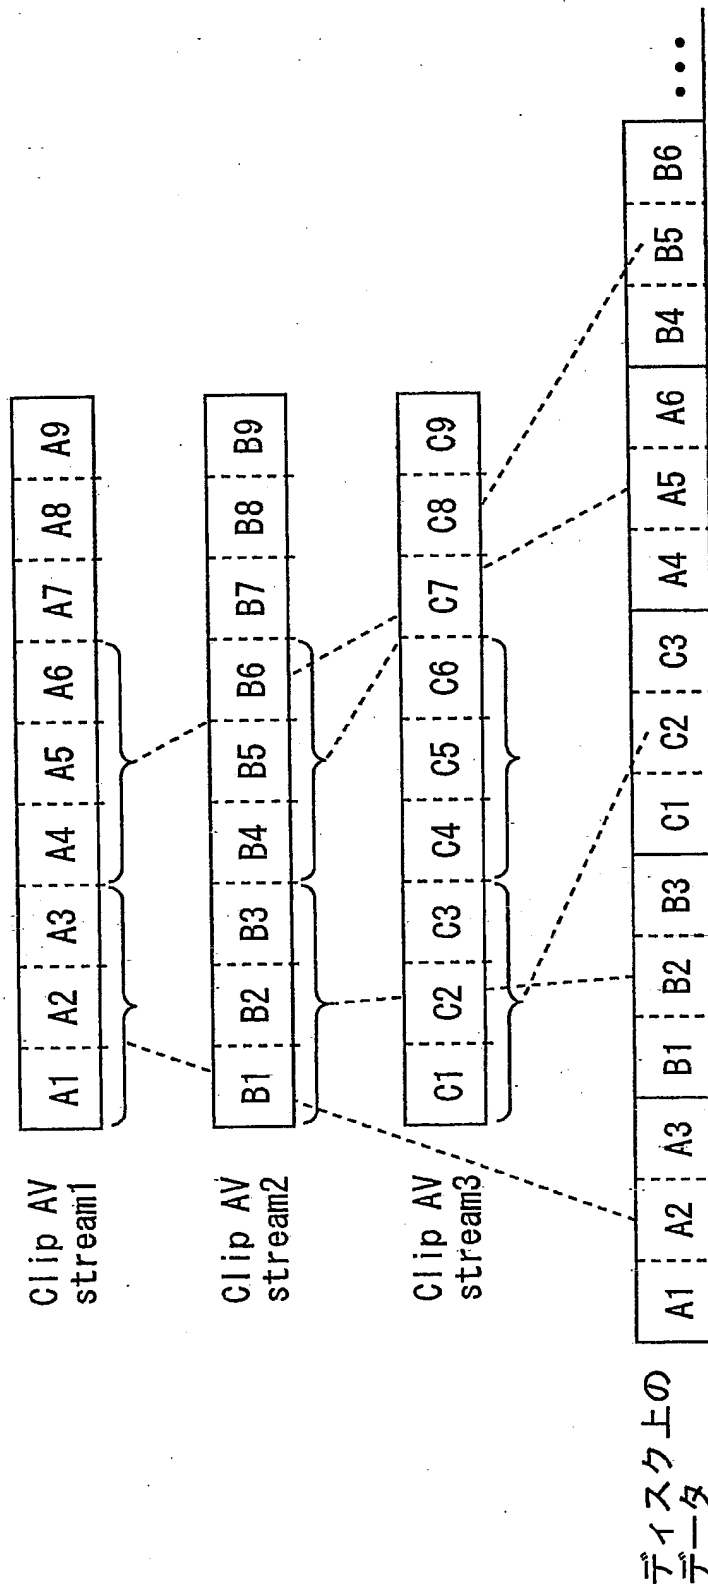 Clip AV
stream1
A1 A2 A3 A4 A5 A6 A7 A8 A9
Clip AV
stream2
B1 B2 B3 B4 B5 B6 B7 B8 B9
Clip AV
stream3
C1 C2 C3 C4 C5 C6 C7 C8 C9
ディスク上の
データ
A1 A2 A3 B1 B2 B3 C1 C2 C3 A4 A5 A6 B4 B5 B6 •••